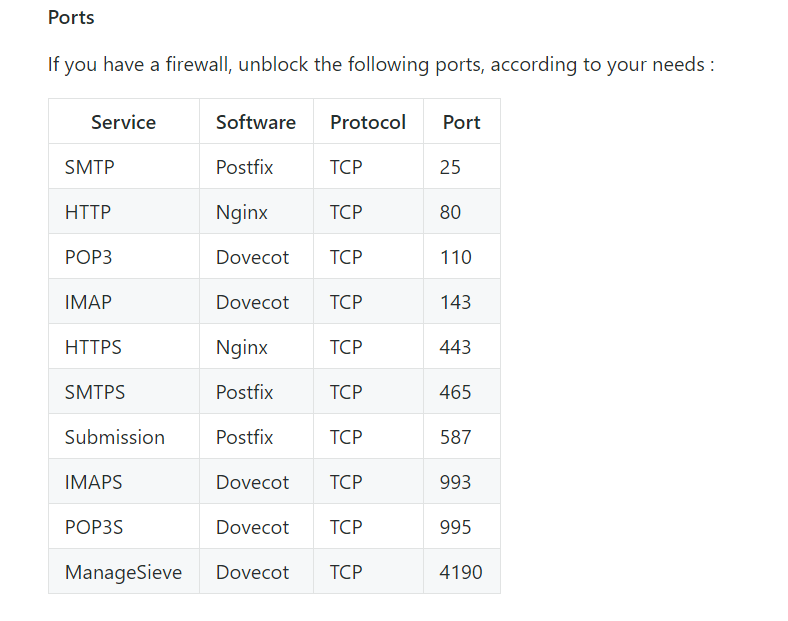 Ports
If you have a firewall, unblock the following ports, according to your needs :
Service Software Protocol Port
SMTP Postfix TCP 25
HTTP Nginx TCP 80
POP3 Dovecot TCP 110
IMAP Dovecot TCP 143
HTTPS Nginx TCP 443
SMTPS Postfix TCP 465
Submission Postfix TCP 587
IMAPS Dovecot TCP 993
POP3S Dovecot TCP 995
ManageSieve Dovecot TCP 4190